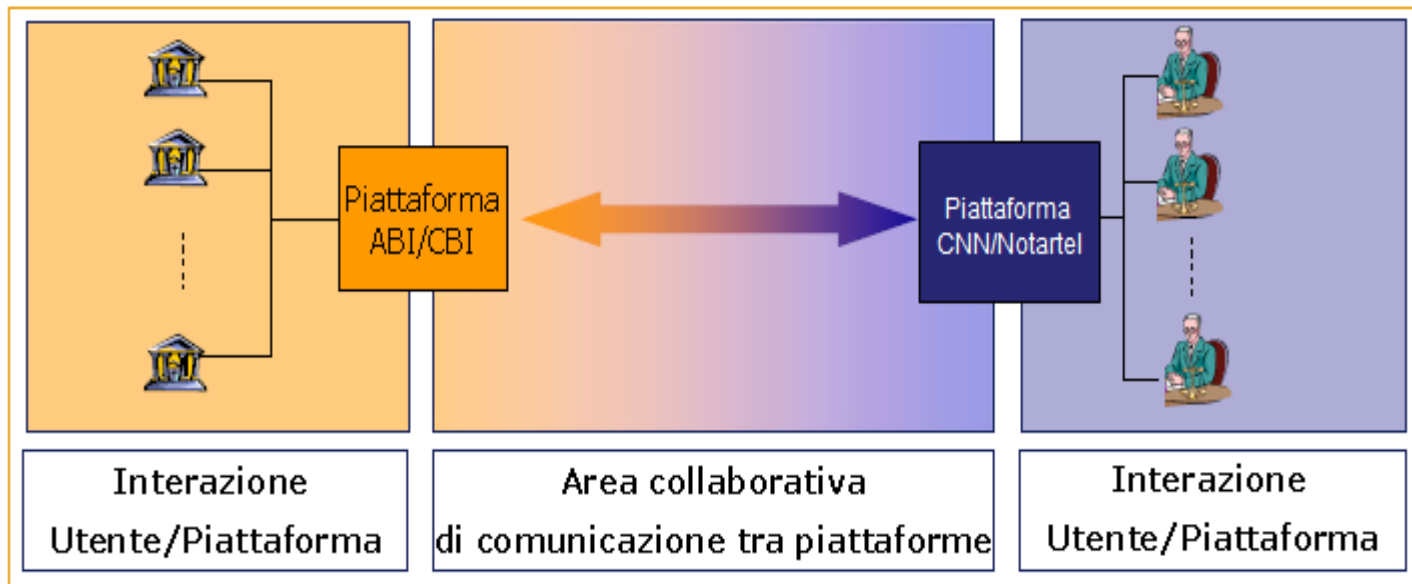 Piattaforma
ABI/CBI
Piattaforma
CNN/Notartel
Interazione
Utente/Piattaforma
Area collaborativa
di comunicazione tra piattaforme
Interazione
Utente/Piattaforma